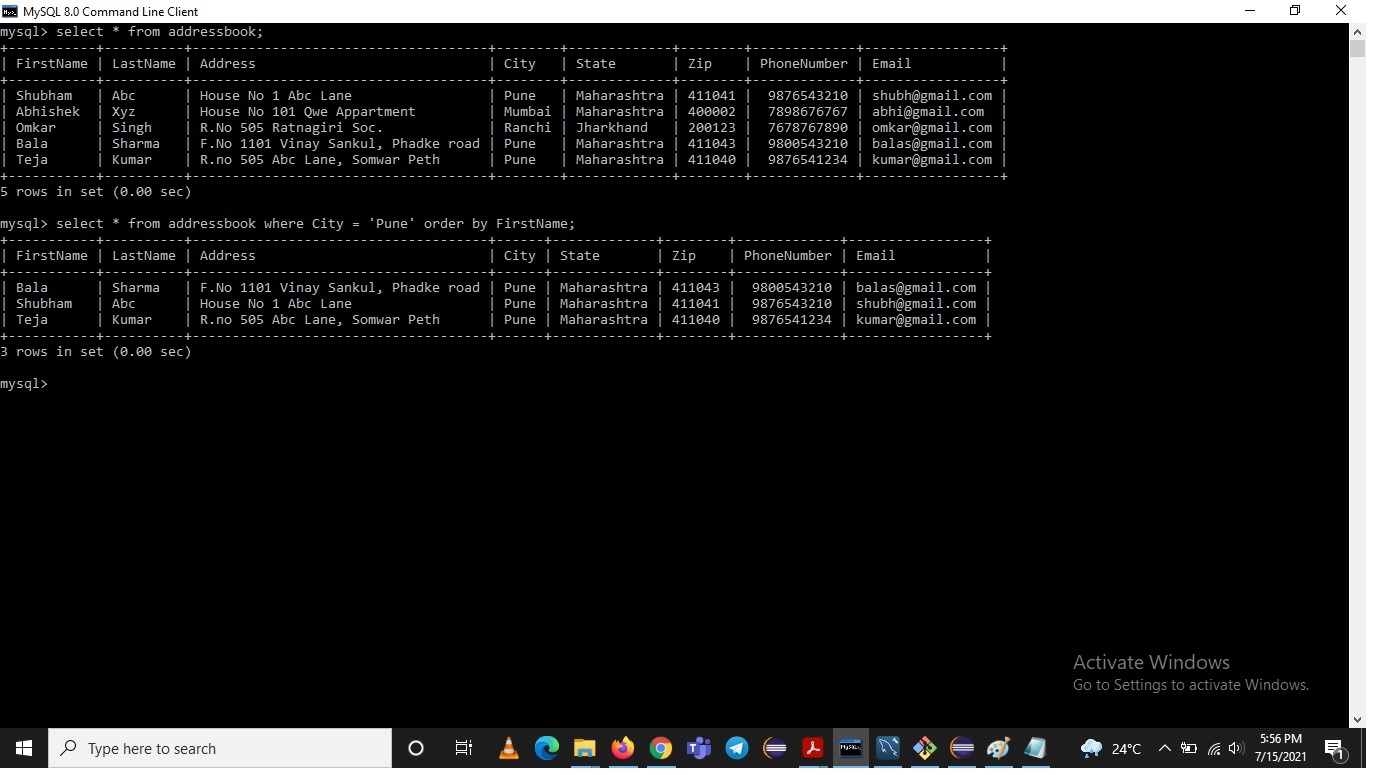 MySQL 8.0 Command Line Client
mysql> select * from addressbook;
+-----------+----------+------------------------------------+--------+-------------+--------+-------------+-----------------+
| FirstName | LastName | Address                            | City   | State       | Zip    | PhoneNumber | Email           |
+-----------+----------+------------------------------------+--------+-------------+--------+-------------+-----------------+
| Shubham   | Abc      | House No 1 Abc Lane                | Pune   | Maharashtra | 411041 |  9876543210 | shubh@gmail.com |
| Abhishek  | Xyz      | House No 101 Qwe Appartment        | Mumbai | Maharashtra | 400002 |  7898676767 | abhi@gmail.com  |
| Omkar     | Singh    | R.No 505 Ratnagiri Soc.            | Ranchi | Jharkhand   | 200123 |  7678767890 | omkar@gmail.com |
| Bala      | Sharma   | F.No 1101 Vinay Sankul, Phadke road | Pune   | Maharashtra | 411043 |  9800543210 | balas@gmail.com |
| Teja      | Kumar    | R.no 505 Abc Lane, Somwar Peth     | Pune   | Maharashtra | 411040 |  9876541234 | kumar@gmail.com |
+-----------+----------+------------------------------------+--------+-------------+--------+-------------+-----------------+
5 rows in set (0.00 sec)
mysql> select * from addressbook where City = 'Pune' order by FirstName;
+-----------+----------+------------------------------------+------+-------------+--------+-------------+-----------------+
| FirstName | LastName | Address                            | City | State       | Zip    | PhoneNumber | Email           |
+-----------+----------+------------------------------------+------+-------------+--------+-------------+-----------------+
| Bala      | Sharma   | F.No 1101 Vinay Sankul, Phadke road | Pune | Maharashtra | 411043 |  9800543210 | balas@gmail.com |
| Shubham   | Abc      | House No 1 Abc Lane                | Pune | Maharashtra | 411041 |  9876543210 | shubh@gmail.com |
| Teja      | Kumar    | R.no 505 Abc Lane, Somwar Peth     | Pune | Maharashtra | 411040 |  9876541234 | kumar@gmail.com |
+-----------+----------+------------------------------------+------+-------------+--------+-------------+-----------------+
3 rows in set (0.00 sec)
mysql>
Activate Windows
Go to Settings to activate Windows.
Type here to search
24°C
5:56 PM
7/15/2021
1